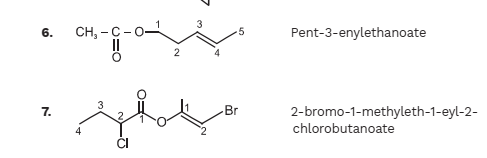 6. CH₃ – C – O 1 2 3 4 5 Pent-3-enylethanoate
O
7. O 3 2 1 4 O 1 2 Br Cl 2-bromo-1-methyleth-1-eyl-2-
chlorobutanoate